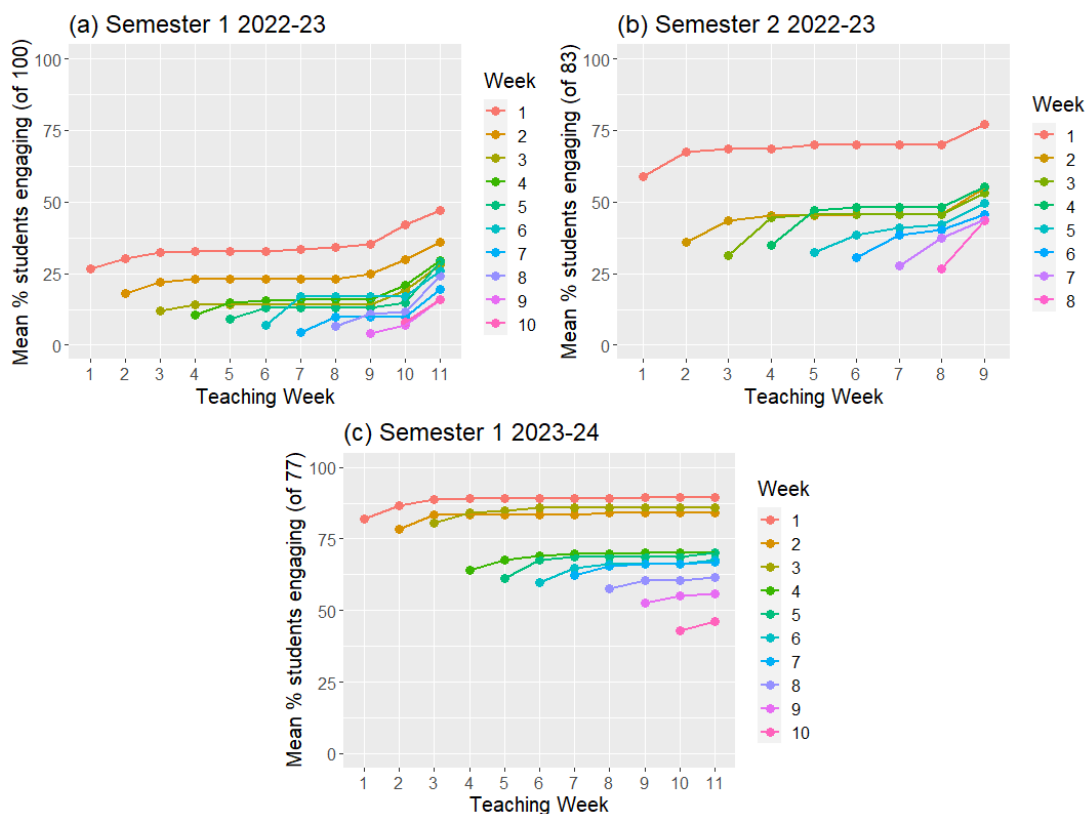 (a) Semester 1 2022-23
Mean % students engaging (of 100)
100
75
50
25
0
1 2 3 4 5 6 7 8 9 10 11
Teaching Week
Week
1
2
3
4
5
6
7
8
9
10
(b) Semester 2 2022-23
Mean % students engaging (of 83)
100
75
50
25
0
1 2 3 4 5 6 7 8 9
Teaching Week
Week
1
2
3
4
5
6
7
8
(c) Semester 1 2023-24
Mean % students engaging (of 77)
100
75
50
25
0
1 2 3 4 5 6 7 8 9 10 11
Teaching Week
Week
1
2
3
4
5
6
7
8
9
10